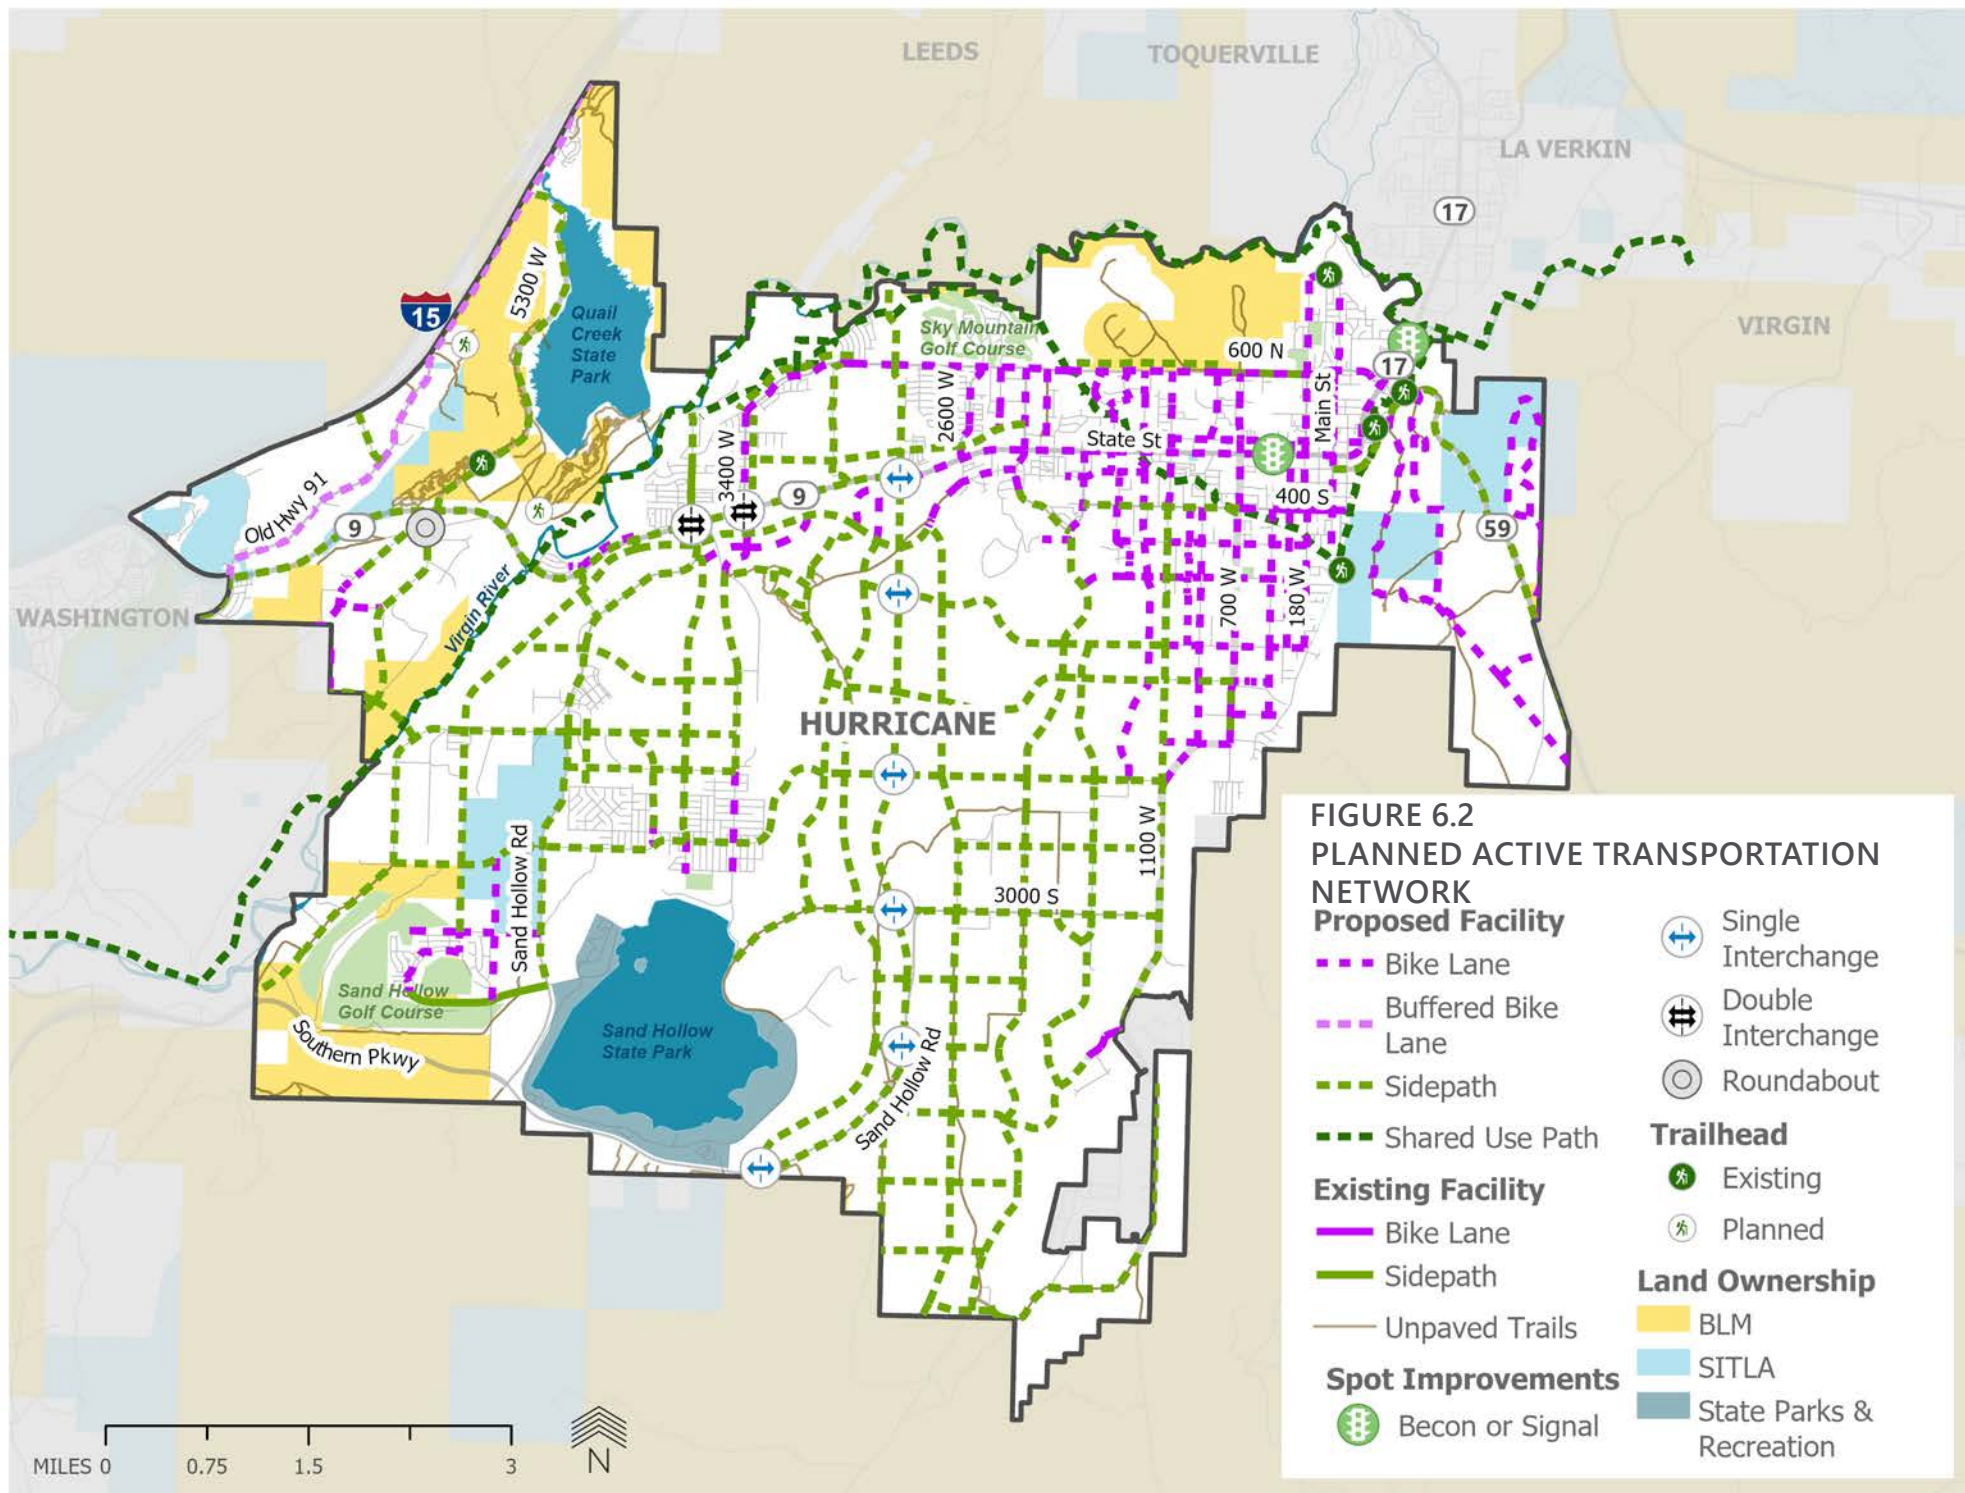 LEEDS
TOQUERVILLE
LA VERKIN
17
VIRGIN
5300 W
15
Quail
Creek
State
Park
Sky Mountain
Golf Course
600 N
17
2600 W
Main St
State St
3400 W
9
400 S
Old Hwy 91
9
59
WASHINGTON
Virgin River
700 W
180 W
HURRICANE
1100 W
Sand Hollow Rd
3000 S
Sand Hollow
Golf Course
Southern Pkwy
Sand Hollow
State Park
Sand Hollow Rd
FIGURE 6.2
PLANNED ACTIVE TRANSPORTATION
NETWORK
Proposed Facility
Bike Lane
Buffered Bike
Lane
Sidepath
Shared Use Path
Existing Facility
Bike Lane
Sidepath
Unpaved Trails
Spot Improvements
Becon or Signal
Single
Interchange
Double
Interchange
Roundabout
Trailhead
Existing
Planned
Land Ownership
BLM
SITLA
State Parks &
Recreation
MILES 0 0.75 1.5 3
N